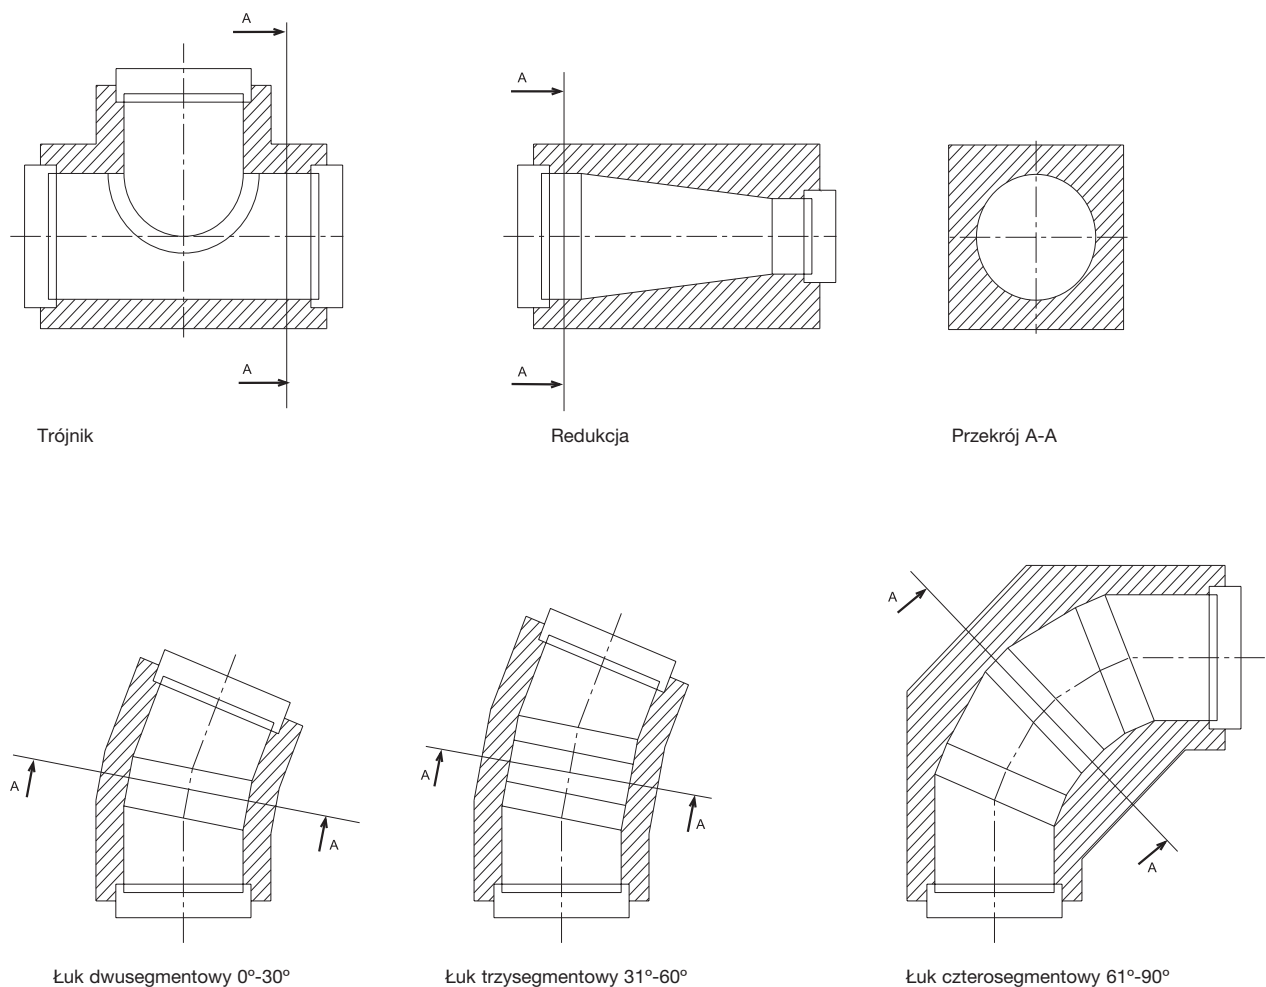 A
A
A
A
Trójnik
Redukcja
Przekrój A-A
A
A
A
A
A
A
Łuk dwusegmentowy 0º-30º
Łuk trzysegmentowy 31º-60º
Łuk czterosegmentowy 61º-90º